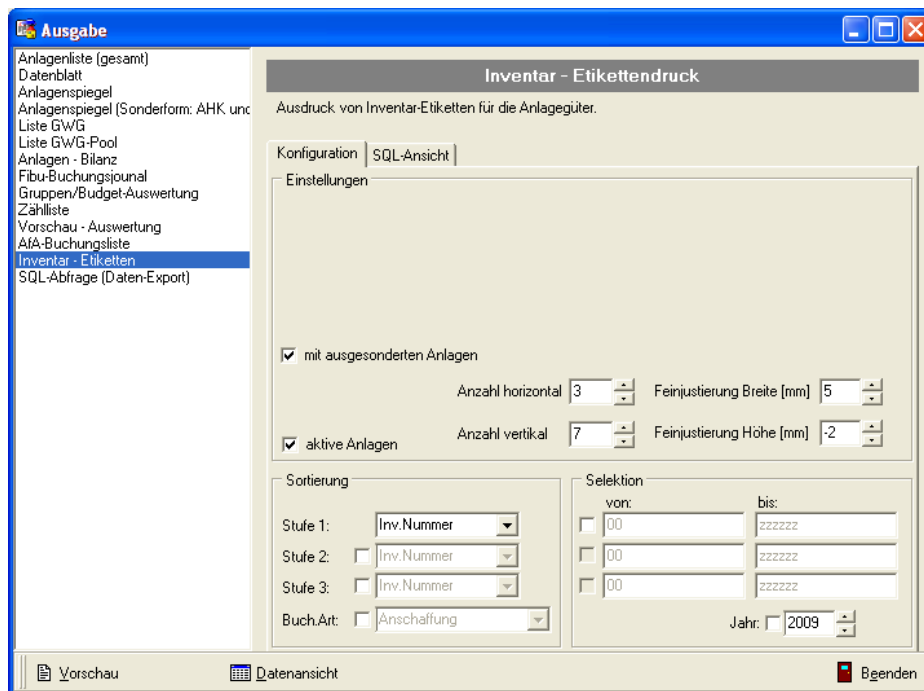 Ausgabe
Anlagenliste (gesamt)
Datenblatt
Anlagenspiegel
Anlagenspiegel (Sonderform: AHK und
Liste GWG
Liste GWG-Pool
Anlagen - Bilanz
Fibu-Buchungsjounal
Gruppen/Budget-Auswertung
Zählliste
Vorschau - Auswertung
AfA-Buchungsliste
Inventar - Etiketten
SQL-Abfrage (Daten-Export)
Inventar - Etikettendruck
Ausdruck von Inventar-Etiketten für die Anlagegüter.
Konfiguration SQL-Ansicht
Einstellungen
mit ausgesonderten Anlagen
Anzahl horizontal 3 Feinjustierung Breite [mm] 5
Anzahl vertikal 7 Feinjustierung Höhe [mm] -2
aktive Anlagen
Sortierung
Stufe 1: Inv.Nummer
Stufe 2: Inv.Nummer
Stufe 3: Inv.Nummer
Buch.Art: Anschaffung
Selektion
von: bis:
00 zzzzzz
00 zzzzzz
00 zzzzzz
Jahr: 2009
Vorschau Datenansicht Beenden